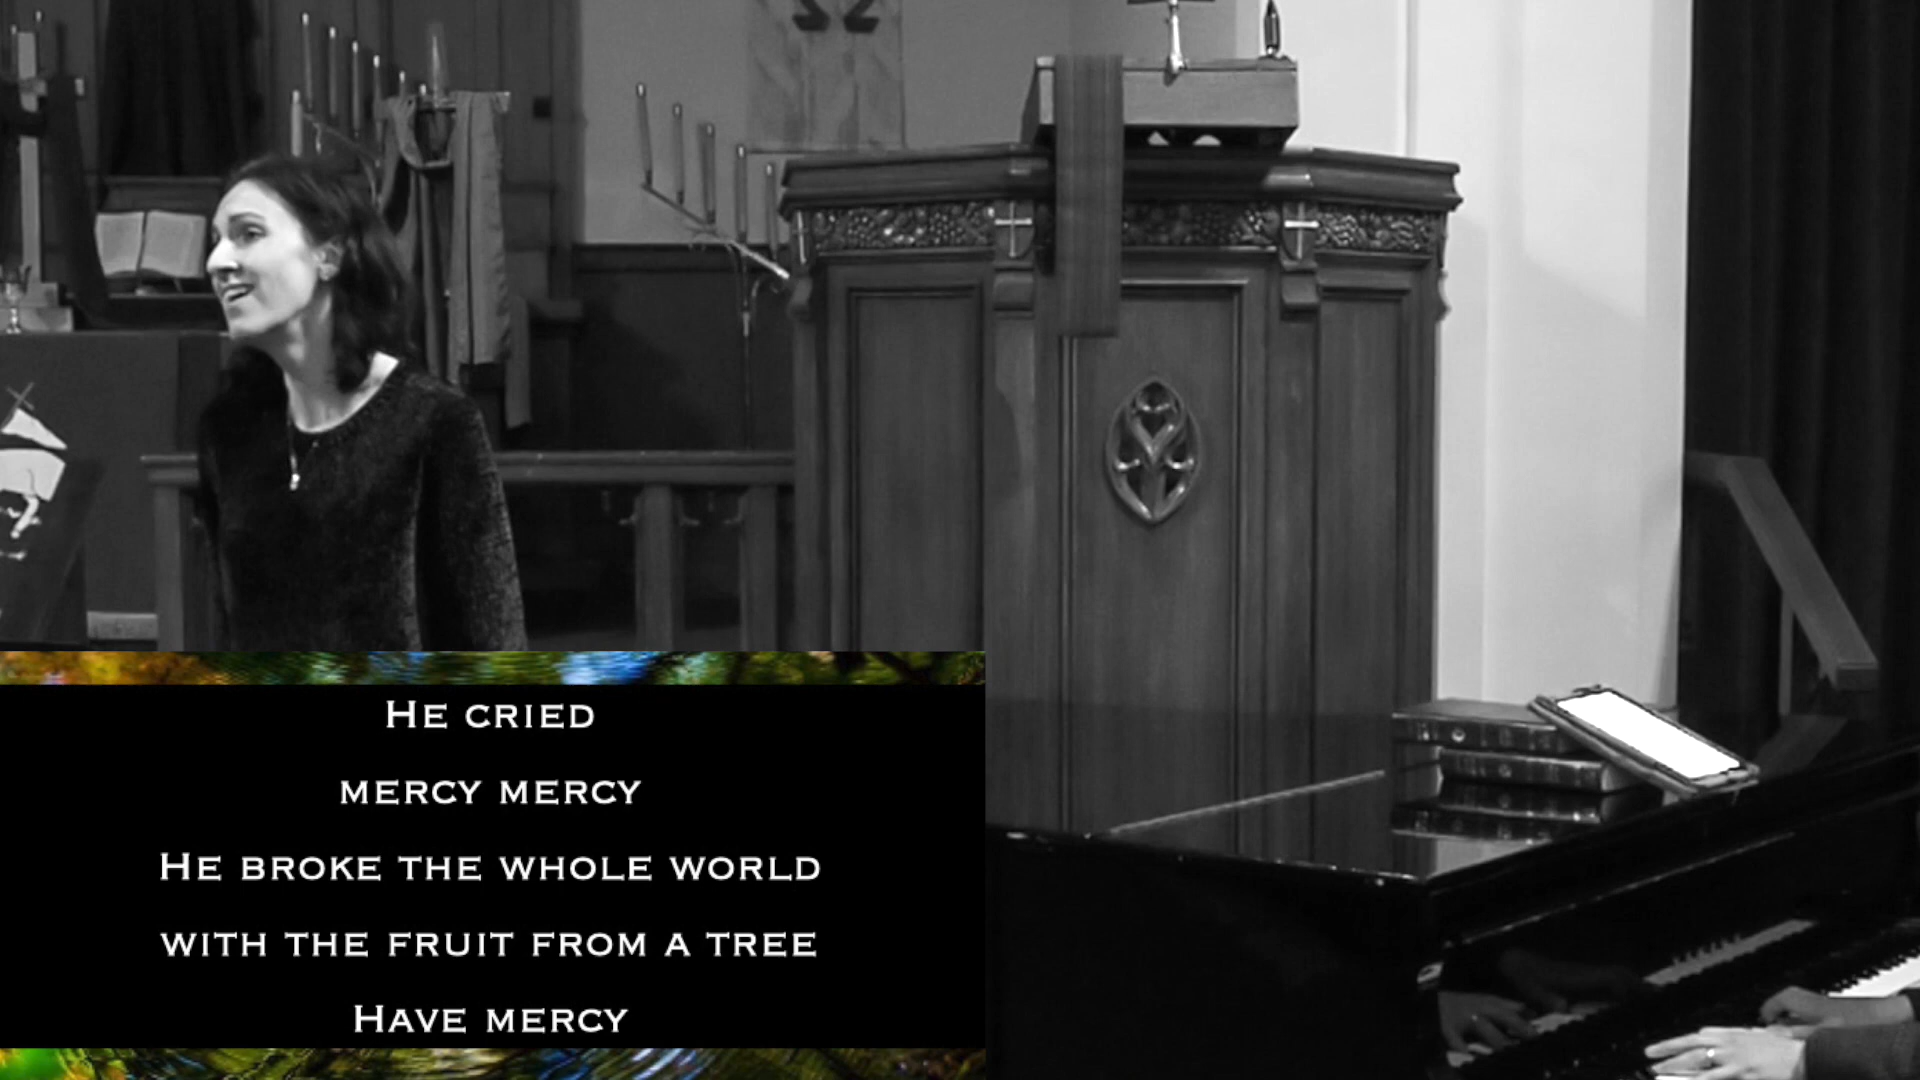 He cried
mercy mercy
He broke the whole world
with the fruit from a tree
Have mercy